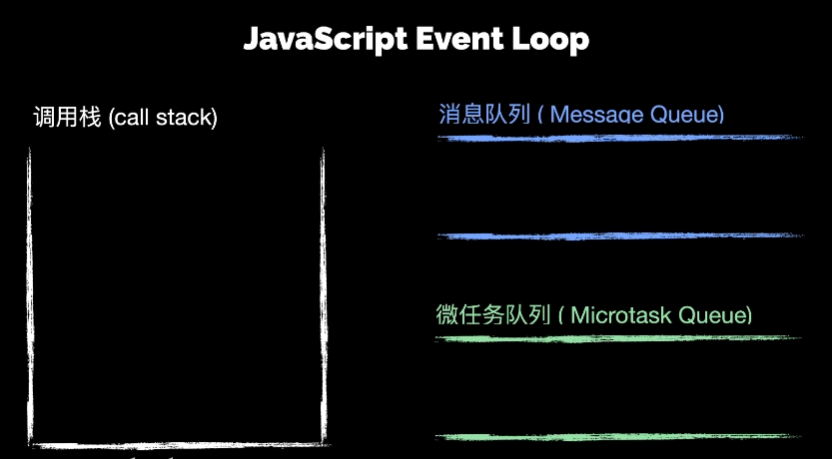 JavaScript Event Loop
调用栈 (call stack)
消息队列 ( Message Queue)
微任务队列 ( Microtask Queue)